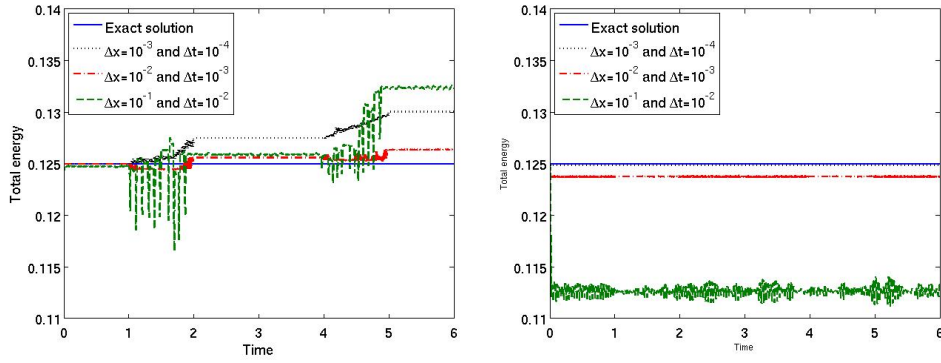 0.14
0.135
0.13
0.125
0.12
0.115
0.11
Total energy
Exact solution
Δx=10⁻³ and Δt=10⁻⁴
Δx=10⁻² and Δt=10⁻³
Δx=10⁻¹ and Δt=10⁻²
0 1 2 3 4 5 6
Time
0.14
0.135
0.13
0.125
0.12
0.115
0.11
Total energy
Exact solution
Δx=10⁻³ and Δt=10⁻⁴
Δx=10⁻² and Δt=10⁻³
Δx=10⁻¹ and Δt=10⁻²
0 1 2 3 4 5 6
Time